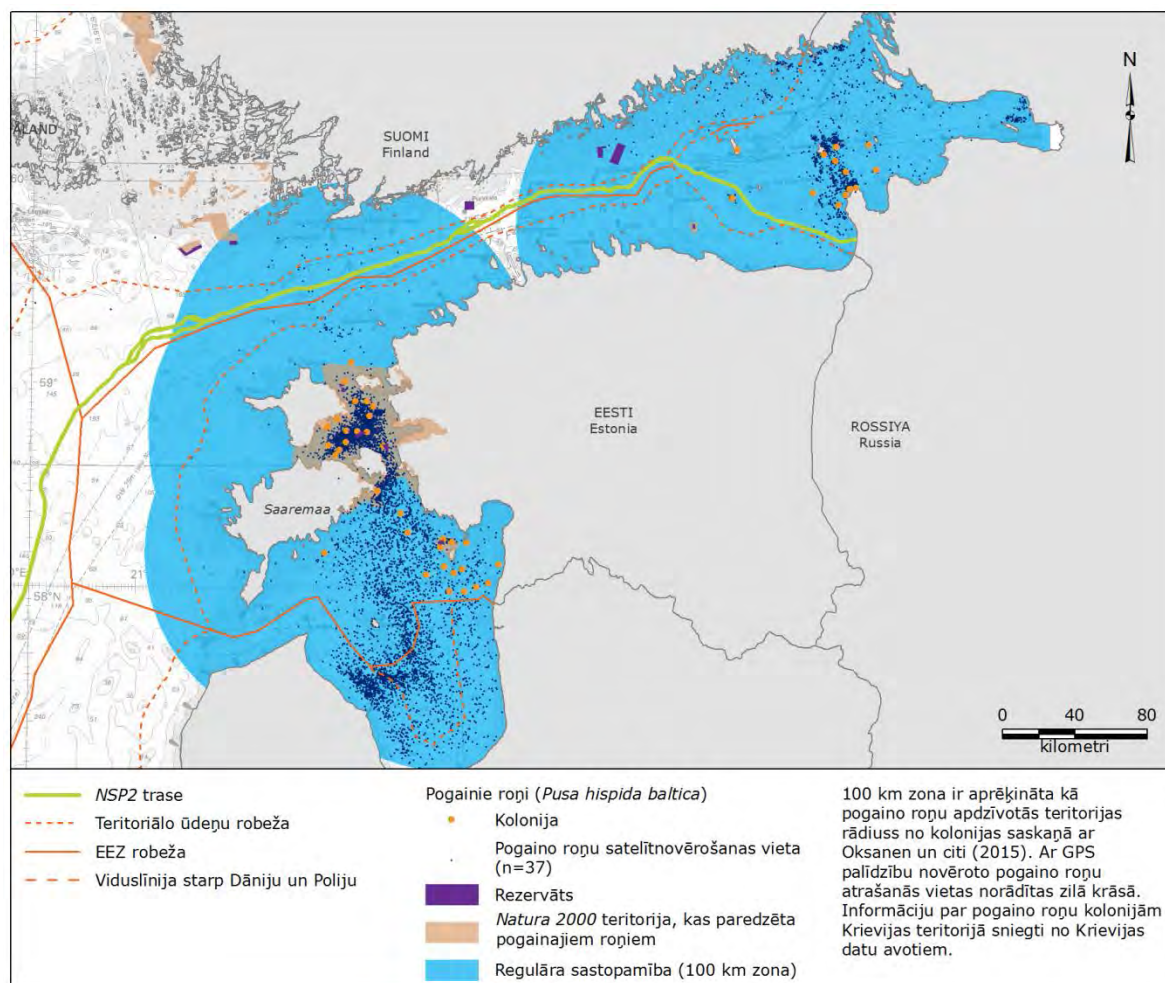 N
ÅLAND
SUOMI
Finland
60
59°
EESTI
Estonia
ROSSIYA
Russia
Saaremaa
21°
58°N
0 40 80
kilometri
NSP2 trase
Teritoriālo ūdeņu robeža
EEZ robeža
Viduslīnija starp Dāniju un Poliju
Pogainie roņi (Pusa hispida baltica)
Kolonija
Pogaino roņu satelītnovērošanas vieta
(n=37)
Rezervāts
Natura 2000 teritorija, kas paredzēta
pogainajiem roņiem
Regulāra sastopamība (100 km zona)
100 km zona ir aprēķināta kā
pogaino roņu apdzīvotās teritorijas
rādiuss no kolonijas saskaņā ar
Oksanen un citi (2015). Ar GPS
palīdzību novēroto pogaino roņu
atrašanās vietas norādītas zilā krāsā.
Informāciju par pogaino roņu kolonijām
Krievijas teritorijā sniegti no Krievijas
datu avotiem.